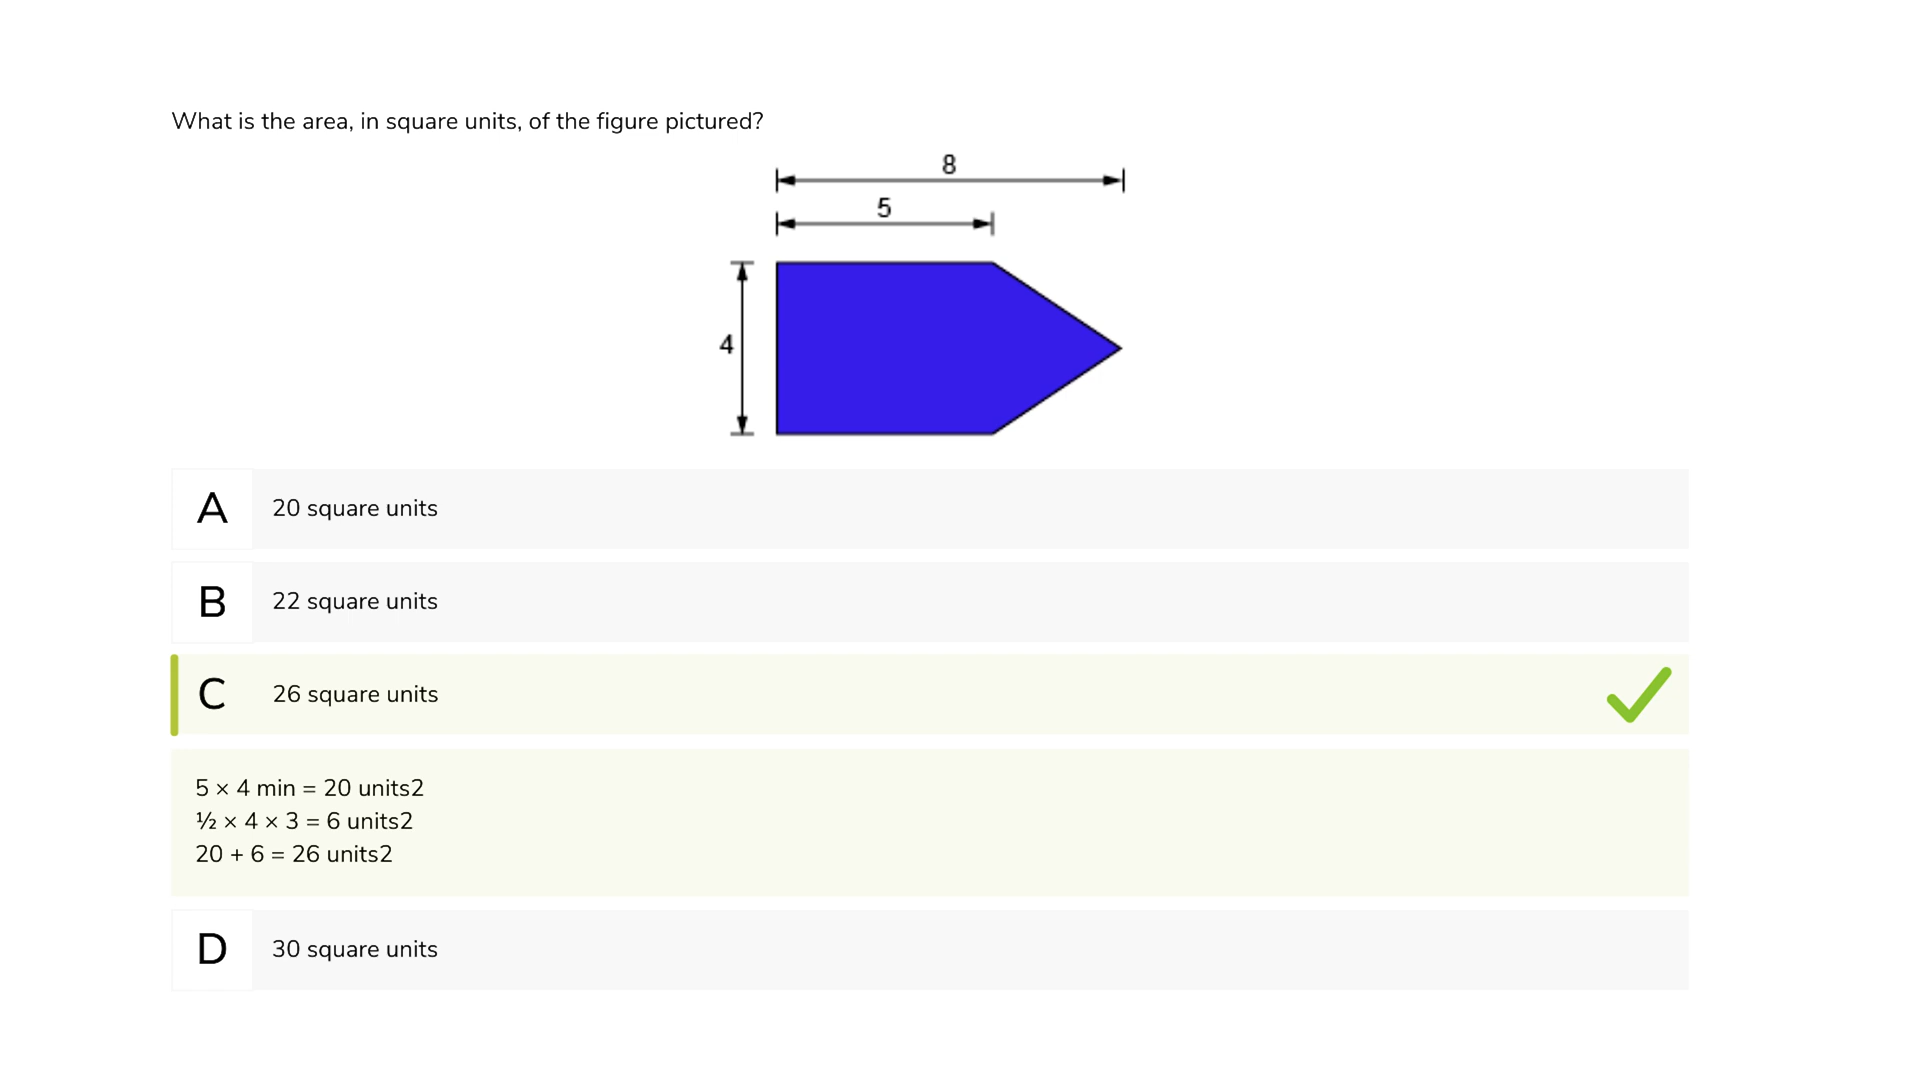 What is the area, in square units, of the figure pictured?
8
5
4
A 20 square units
B 22 square units
C 26 square units
5 × 4 min = 20 units2
½ × 4 × 3 = 6 units2
20 + 6 = 26 units2
D 30 square units